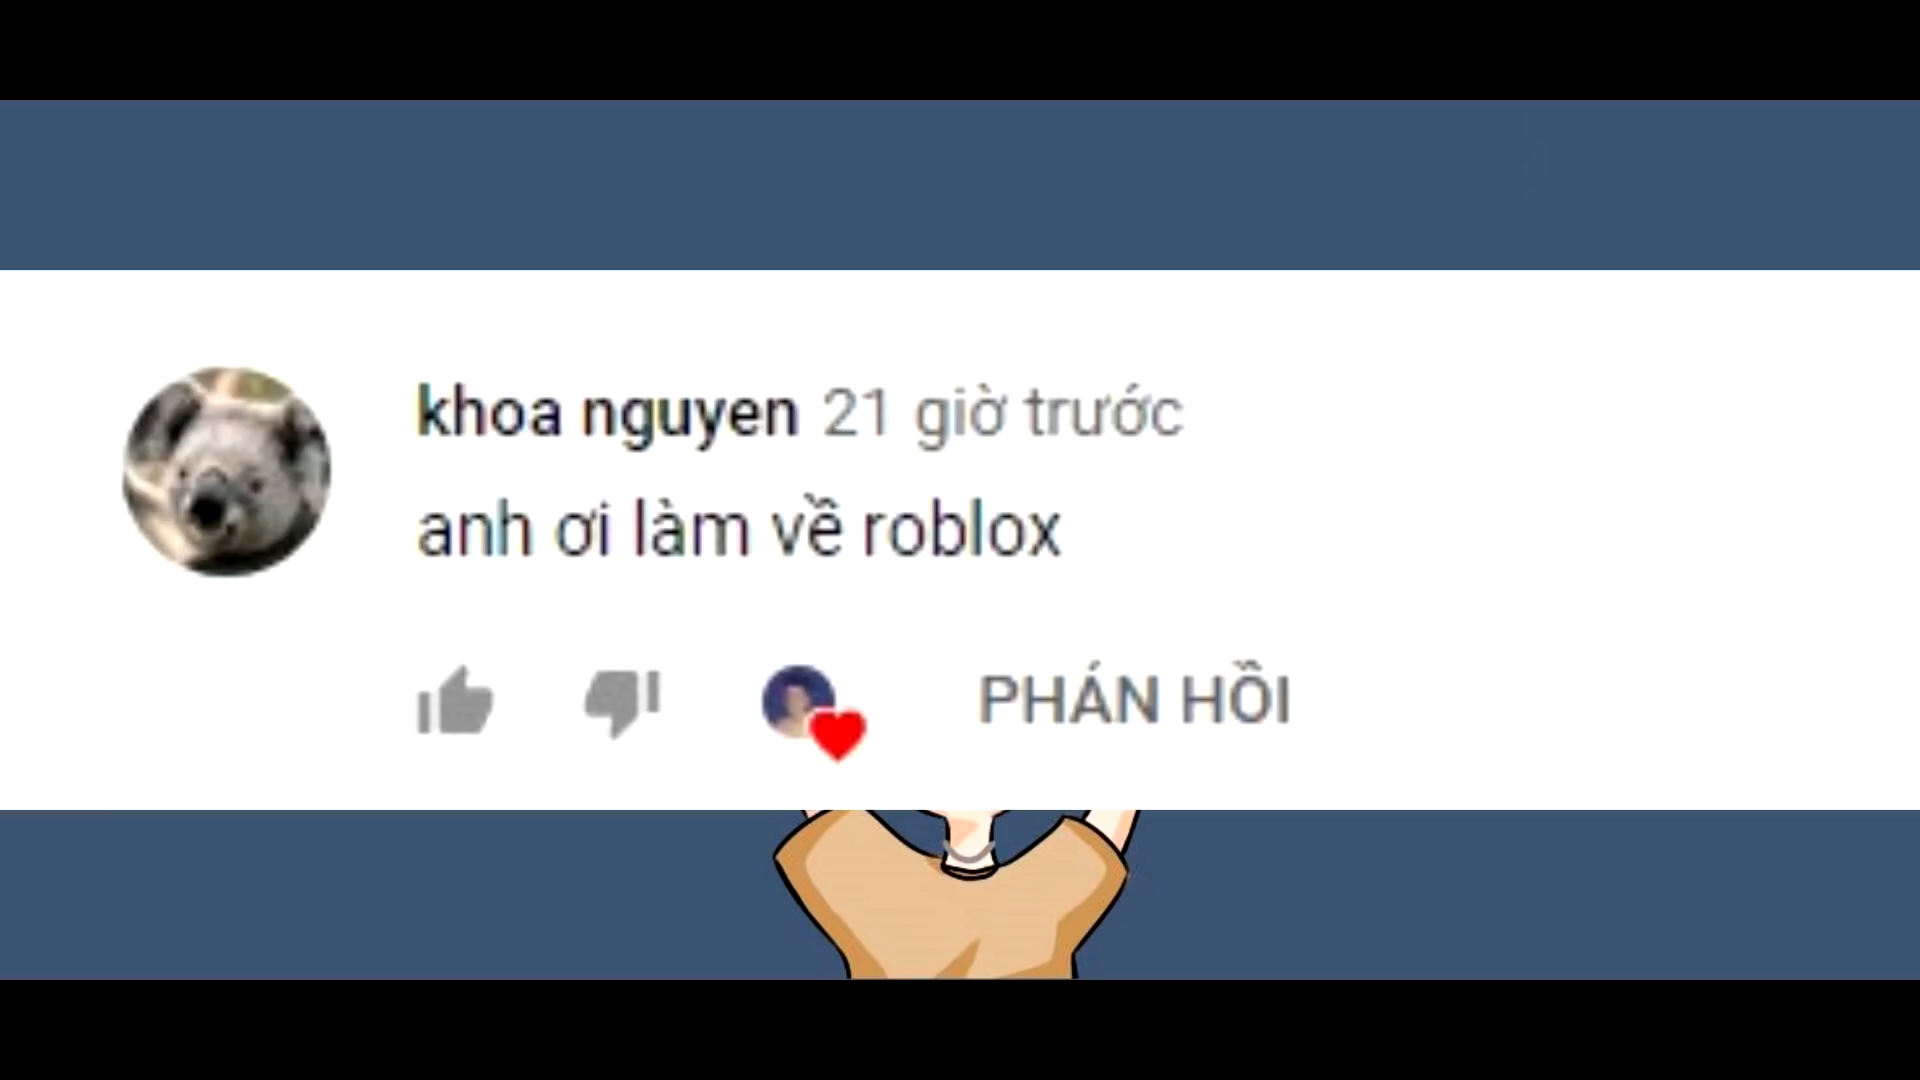 khoa nguyen 21 giờ trước
anh ơi làm về roblox
PHẢN HỒI